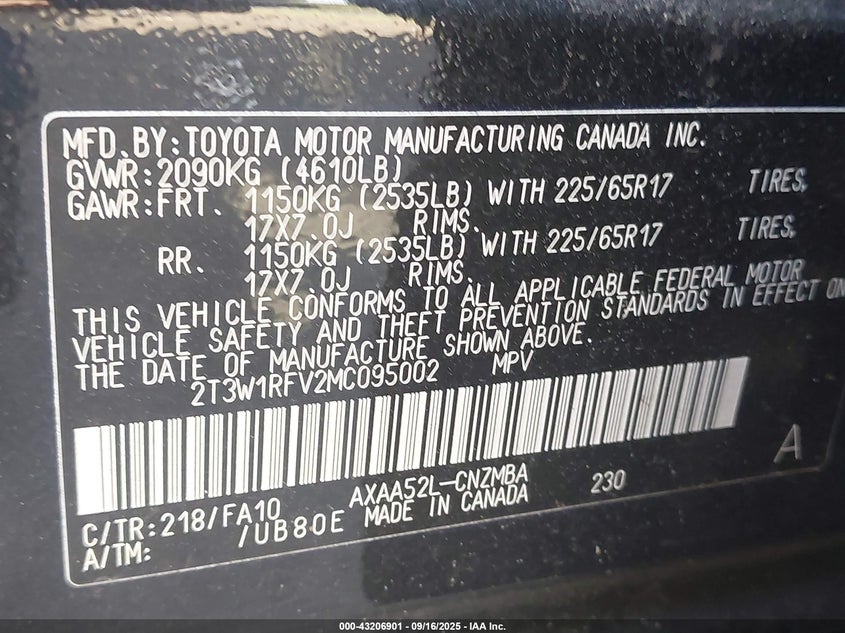 MFD. BY: TOYOTA MOTOR MANUFACTURING CANADA INC.
GVWR: 2090KG (4610LB)
GAWR: FRT. 1150KG (2535LB) WITH 225/65R17 TIRES,
17X7.0J RIMS.
RR. 1150KG (2535LB) WITH 225/65R17 TIRES,
17X7.0J RIMS.
THIS VEHICLE CONFORMS TO ALL APPLICABLE FEDERAL MOTOR
VEHICLE SAFETY AND THEFT PREVENTION STANDARDS IN EFFECT ON
THE DATE OF MANUFACTURE SHOWN ABOVE.
2T3W1RFV2MC095002 MPV
A
AXAA52L-CNZMBA 230
C/TR: 218/FA10 MADE IN CANADA
A/TM: /UB80E
000-43206901 - 09/16/2025 - IAA Inc.